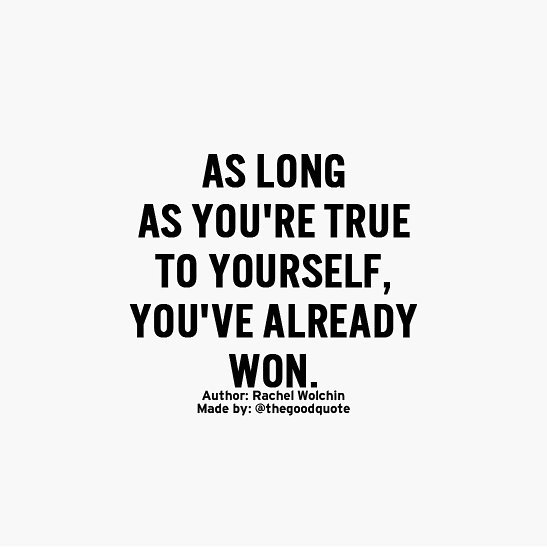 AS LONG
AS YOU'RE TRUE
TO YOURSELF,
YOU'VE ALREADY
WON.
Author: Rachel Wolchin
Made by: @thegoodquote